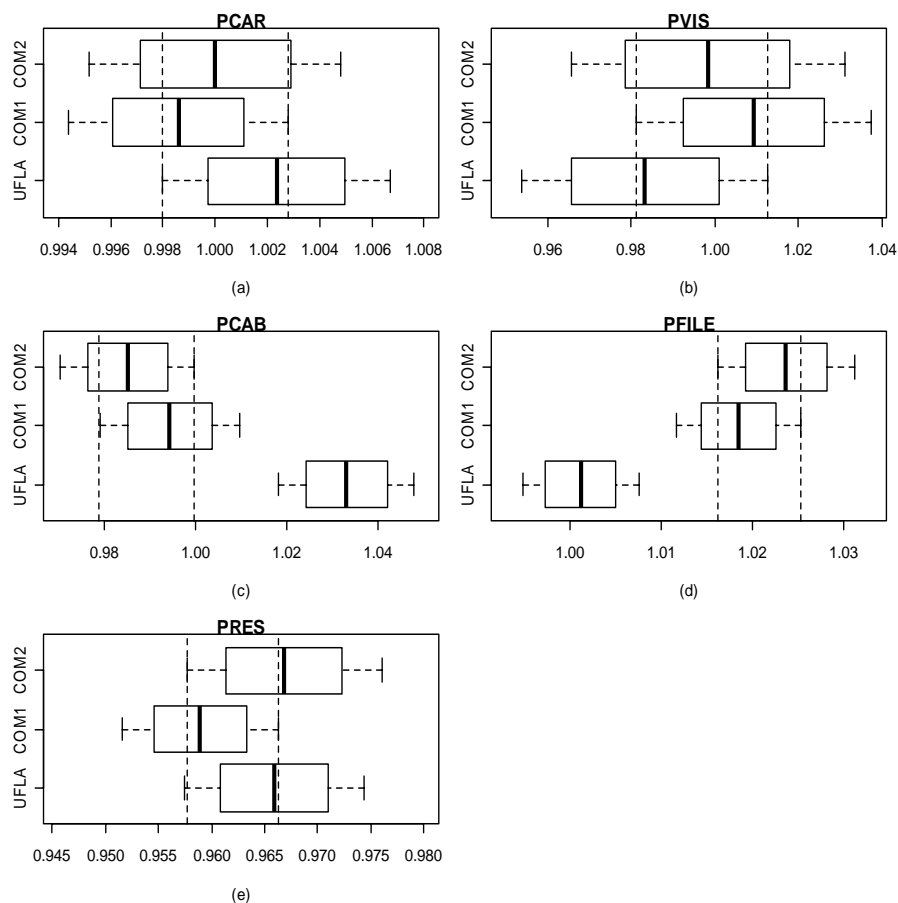 PCAR
COM2
COM1
UFLA
0.994 0.996 0.998 1.000 1.002 1.004 1.006 1.008
(a)
PVIS
COM2
COM1
UFLA
0.96 0.98 1.00 1.02 1.04
(b)
PCAB
COM2
COM1
UFLA
0.98 1.00 1.02 1.04
(c)
PFILE
COM2
COM1
UFLA
1.00 1.01 1.02 1.03
(d)
PRES
COM2
COM1
UFLA
0.945 0.950 0.955 0.960 0.965 0.970 0.975 0.980
(e)